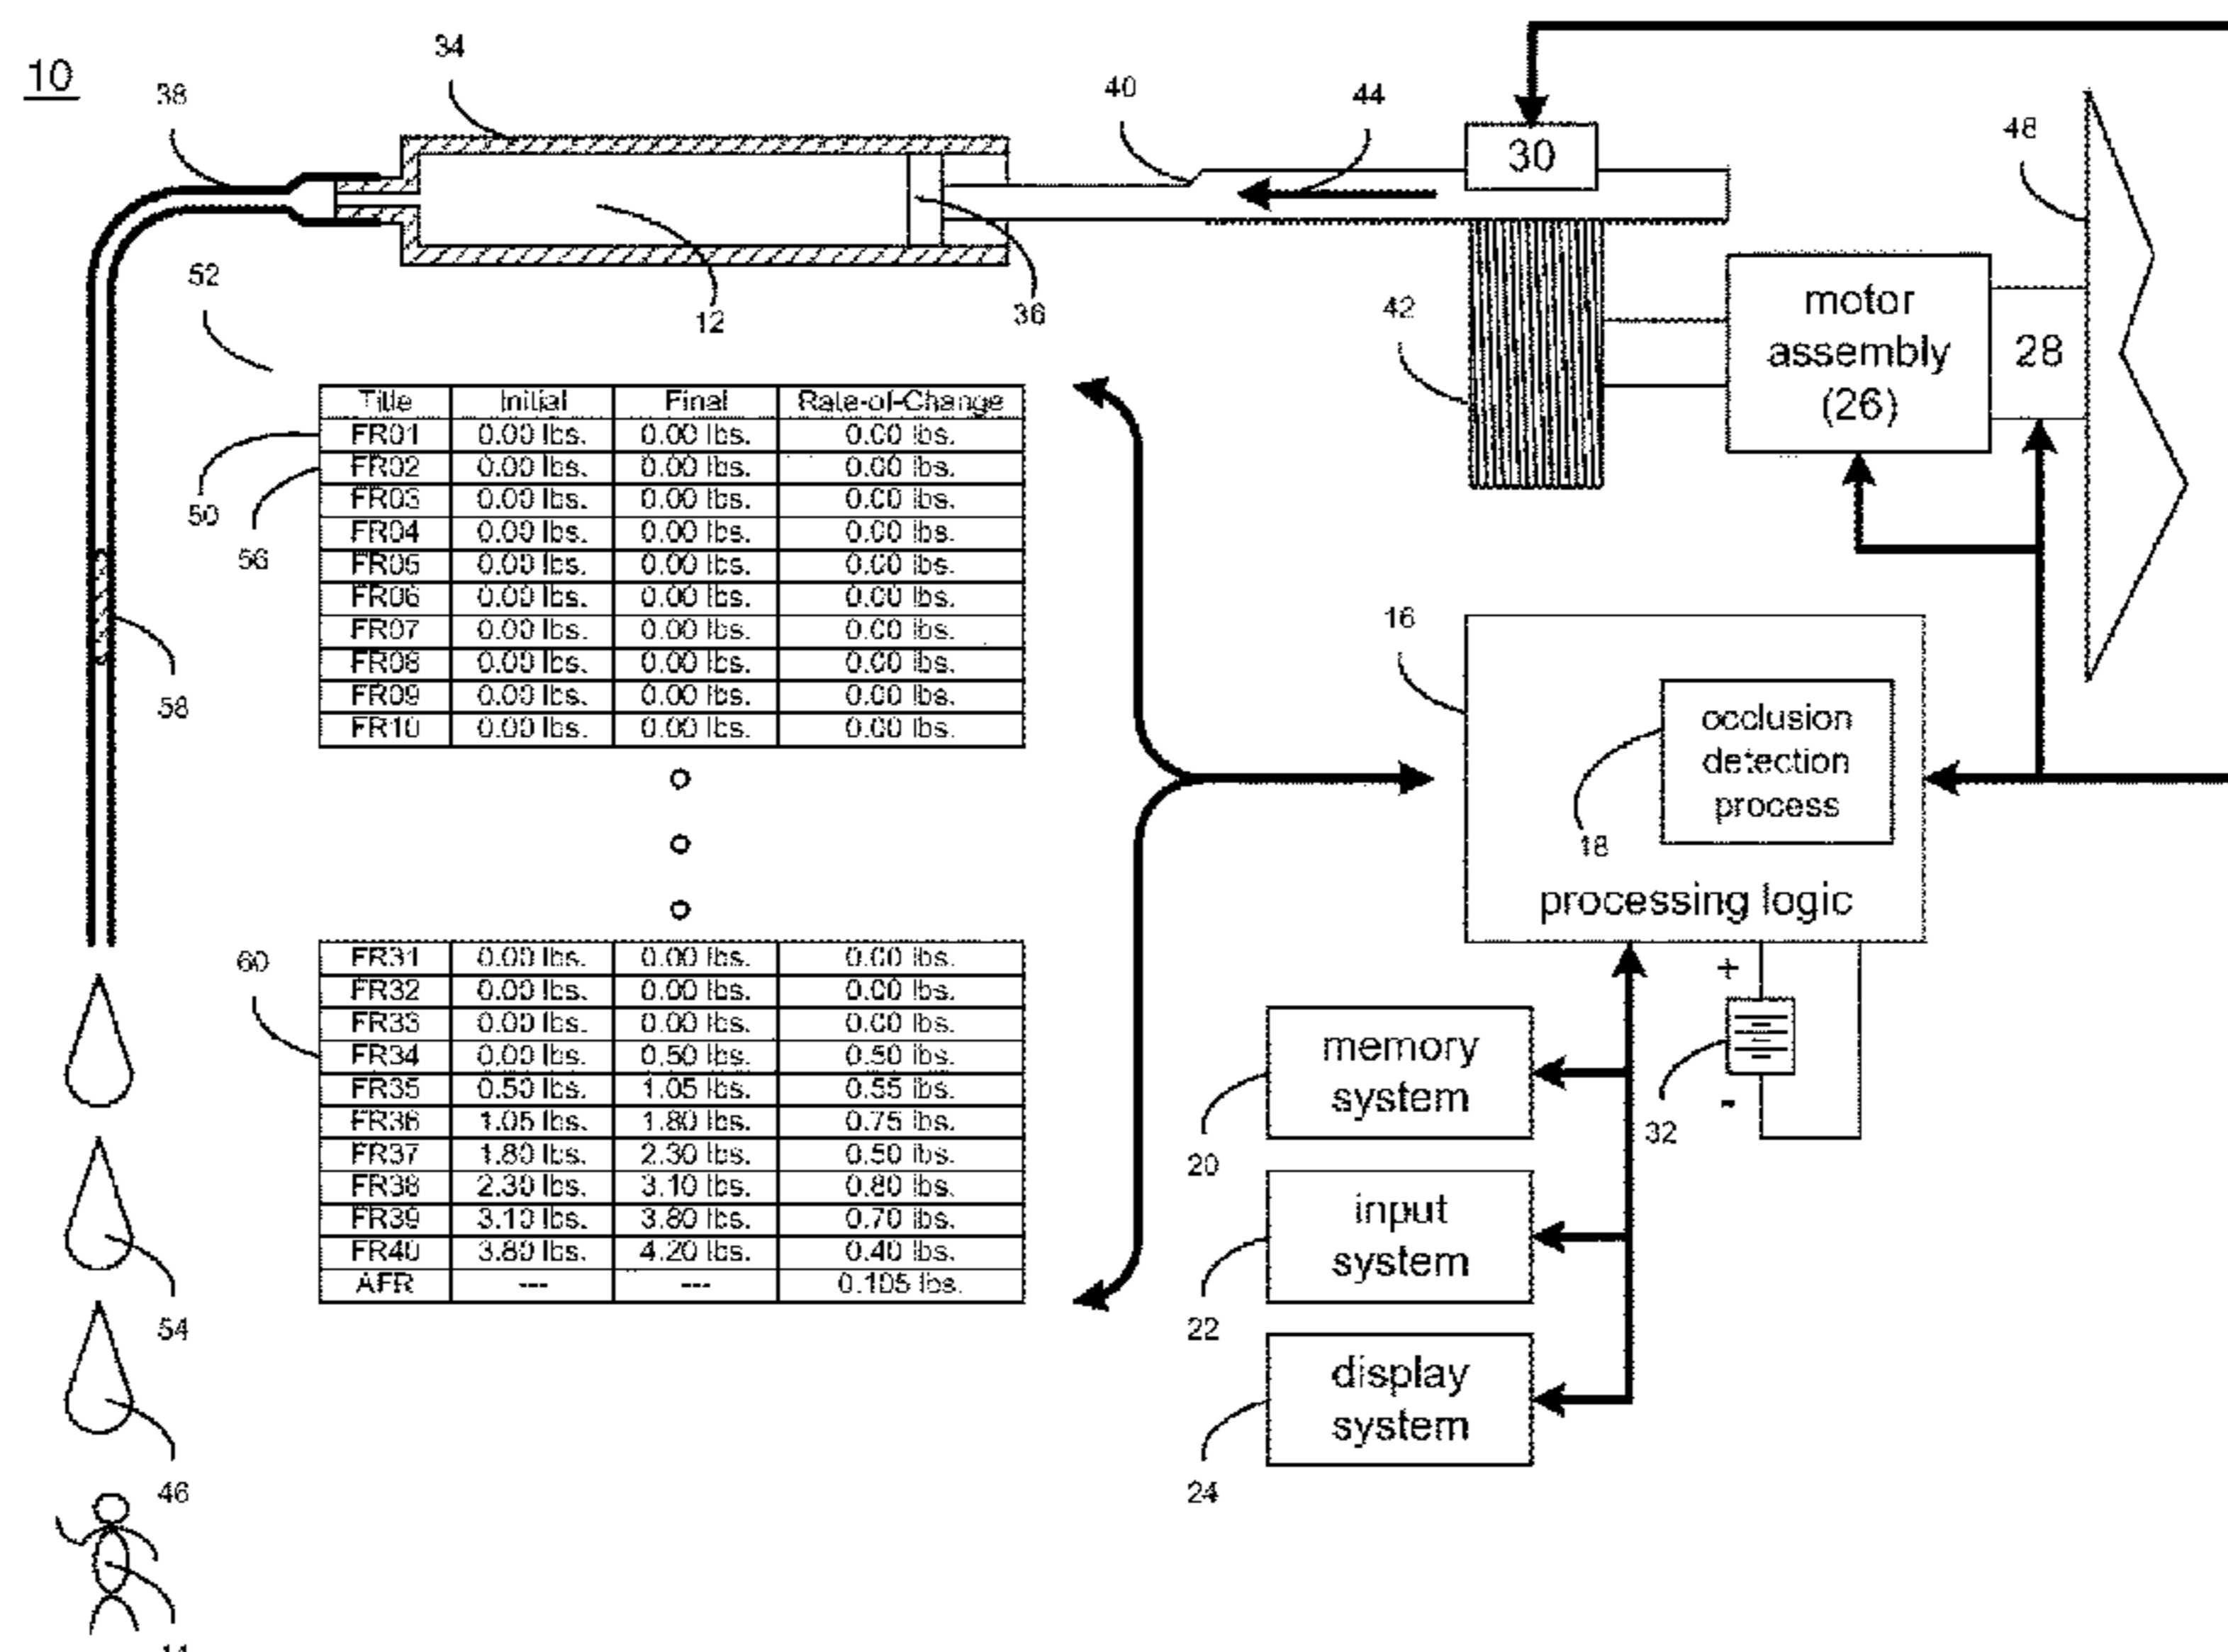 10
38
34
40
44
30
48
12
36
52
42
motor
assembly
(26)
28
Title Initial Final Rate-of-Change
FR01 0.00 lbs. 0.00 lbs. 0.00 lbs.
FR02 0.00 lbs. 0.00 lbs. 0.00 lbs.
FR03 0.00 lbs. 0.00 lbs. 0.00 lbs.
FR04 0.00 lbs. 0.00 lbs. 0.00 lbs.
FR05 0.00 lbs. 0.00 lbs. 0.00 lbs.
FR06 0.00 lbs. 0.00 lbs. 0.00 lbs.
FR07 0.00 lbs. 0.00 lbs. 0.00 lbs.
FR08 0.00 lbs. 0.00 lbs. 0.00 lbs.
FR09 0.00 lbs. 0.00 lbs. 0.00 lbs.
FR10 0.00 lbs. 0.00 lbs. 0.00 lbs.
50
56
58
16
occlusion
detection
process
18
processing logic
60
FR31 0.00 lbs. 0.00 lbs. 0.00 lbs.
FR32 0.00 lbs. 0.00 lbs. 0.00 lbs.
FR33 0.00 lbs. 0.00 lbs. 0.00 lbs.
FR34 0.00 lbs. 0.50 lbs. 0.50 lbs.
FR35 0.50 lbs. 1.05 lbs. 0.55 lbs.
FR36 1.05 lbs. 1.80 lbs. 0.75 lbs.
FR37 1.80 lbs. 2.30 lbs. 0.50 lbs.
FR38 2.30 lbs. 3.10 lbs. 0.80 lbs.
FR39 3.10 lbs. 3.80 lbs. 0.70 lbs.
FR40 3.80 lbs. 4.20 lbs. 0.40 lbs.
AFR --- --- 0.105 lbs.
+
-
32
memory
system
20
input
system
22
display
system
24
54
46